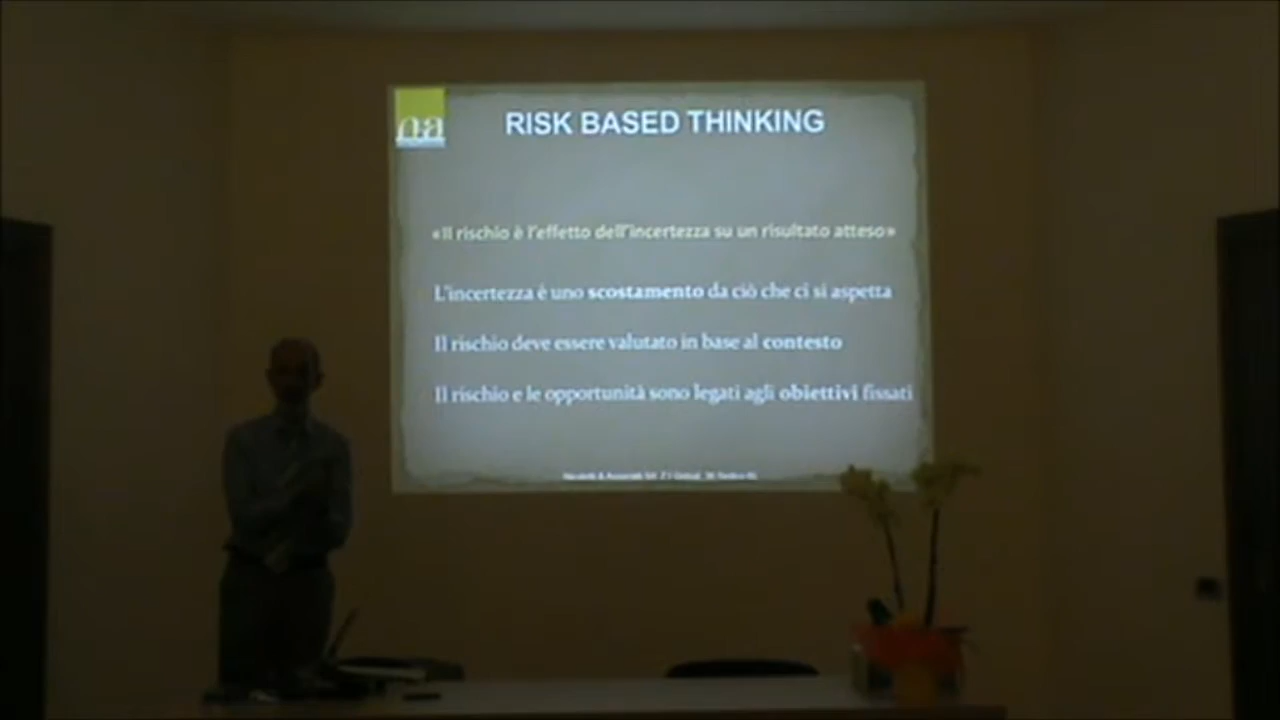 na
RISK BASED THINKING
«Il rischio è l'effetto dell'incertezza su un risultato atteso»
L'incertezza è uno scostamento da ciò che ci si aspetta
Il rischio deve essere valutato in base al contesto
Il rischio e le opportunità sono legati agli obiettivi fissati